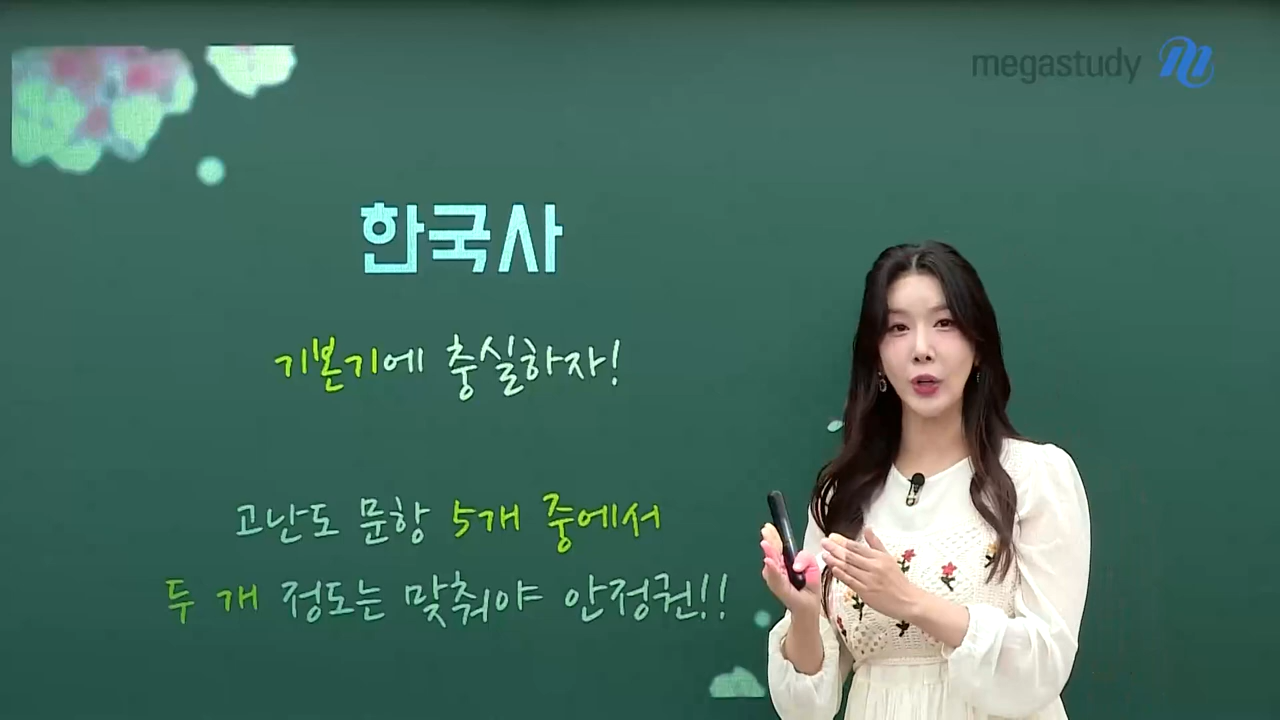 megastudy
한국사
기본기에 충실하자!
고난도 문항 5개 중에서
두 개 정도는 맞춰야 안정권!!